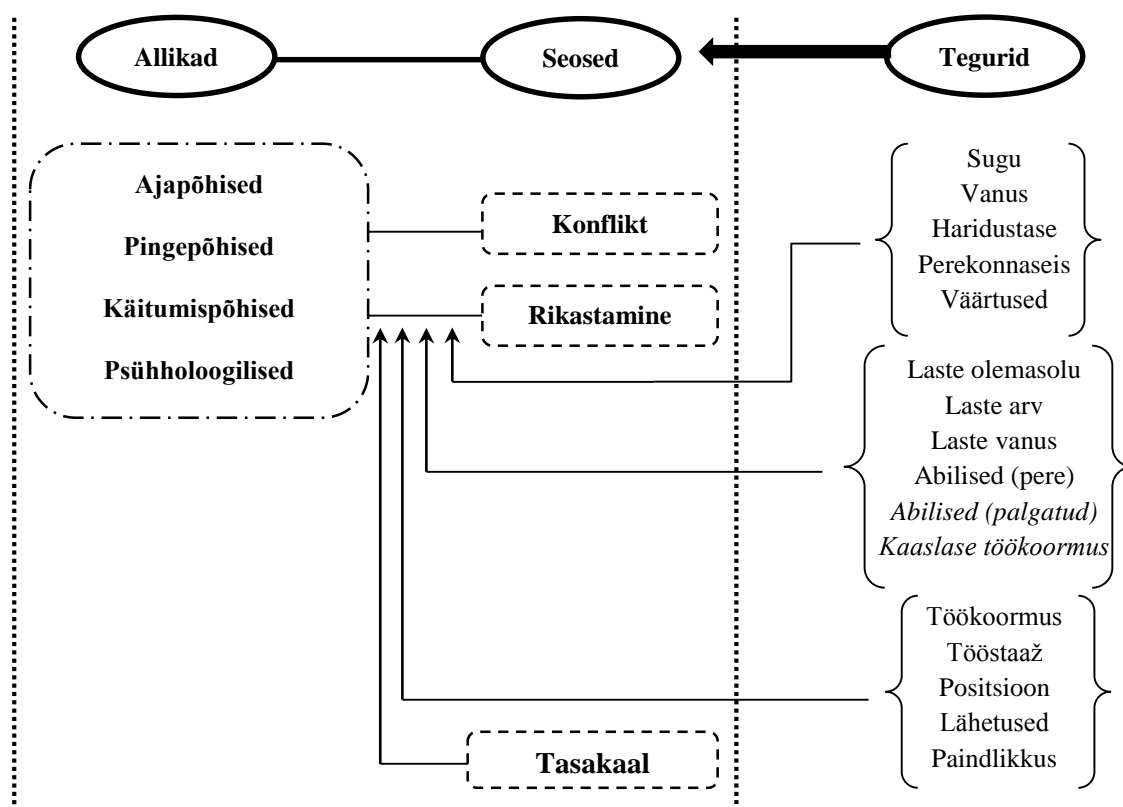 Allikad
Seosed
Tegurid
Ajapõhised
Pingepõhised
Käitumispõhised
Psühholoogilised
Konflikt
Rikastamine
Tasakaal
Sugu
Vanus
Haridustase
Perekonnaseis
Väärtused
Laste olemasolu
Laste arv
Laste vanus
Abilised (pere)
Abilised (palgatud)
Kaaslase töökoormus
Töökoormus
Tööstaaž
Positsioon
Lähetused
Paindlikkus